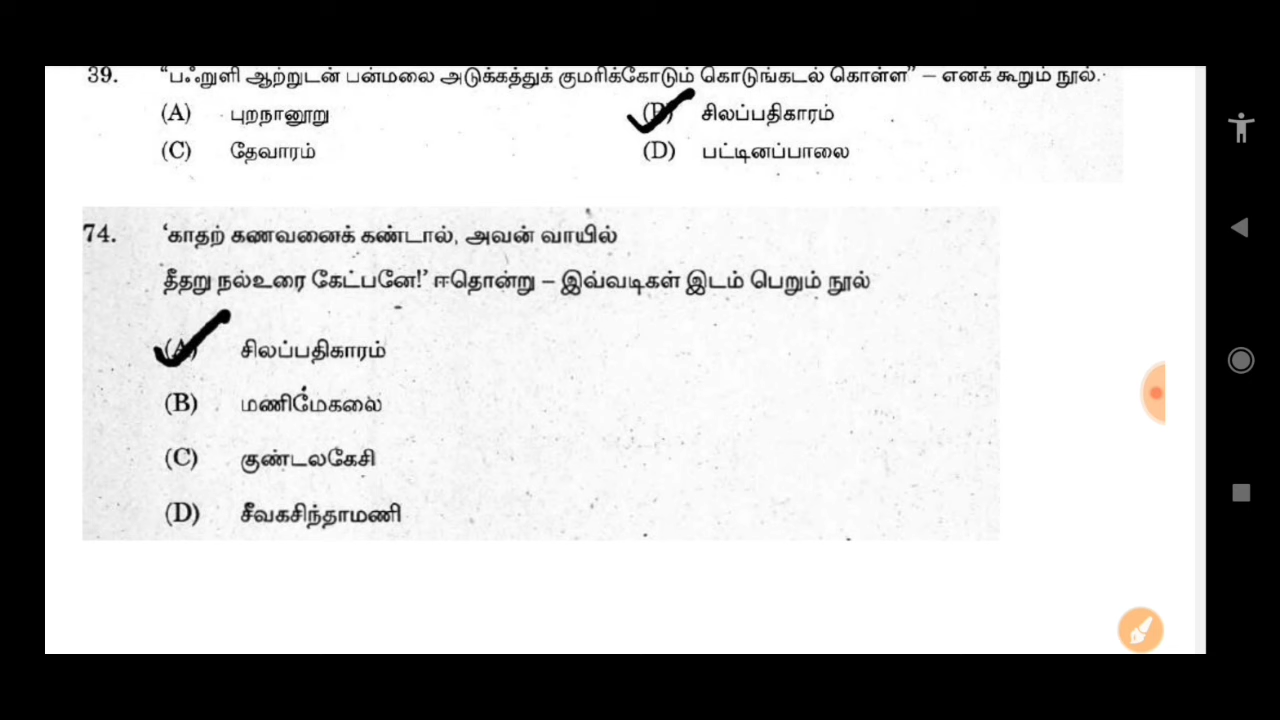 39. “பஃறுளி ஆற்றுடன் பன்மலை அடுக்கத்துக் குமரிக்கோடும் கொடுங்கடல் கொள்ள” – எனக் கூறும் நூல்.
(A) புறநானூறு (B) சிலப்பதிகாரம்
(C) தேவாரம் (D) பட்டினப்பாலை
74. ‘காதற் கணவனைக் கண்டால், அவன் வாயில்
தீதறு நல்உரை கேட்பனே!’ ஈதொன்று – இவ்வடிகள் இடம் பெறும் நூல்
(A) சிலப்பதிகாரம்
(B) மணிமேகலை
(C) குண்டலகேசி
(D) சீவகசிந்தாமணி